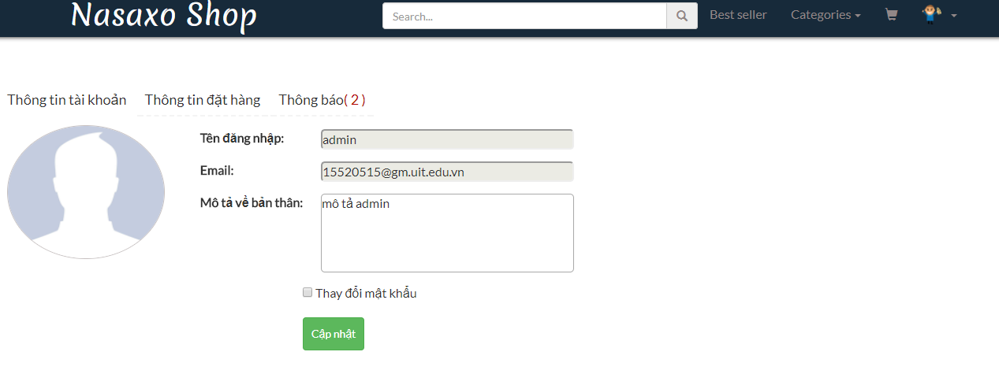 Nasaxo Shop
Search...
Best seller
Categories
Thông tin tài khoản
Thông tin đặt hàng
Thông báo( 2 )
Tên đăng nhập:
admin
Email:
15520515@gm.uit.edu.vn
Mô tả về bản thân:
mô tả admin
Thay đổi mật khẩu
Cập nhật